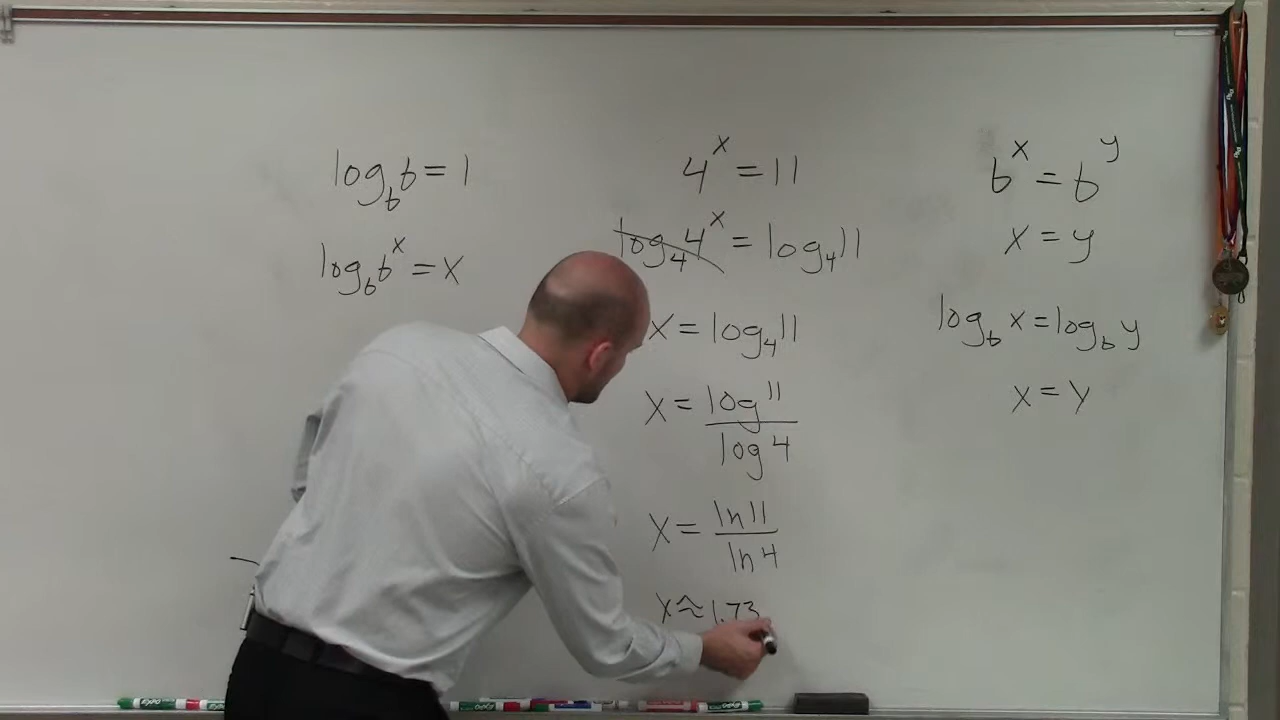 log_b b = 1
log_b b^x = x
4^x = 11
log_4 4^x = log_4 11
x = log_4 11
x = log 11 / log 4
x = ln 11 / ln 4
x ≈ 1.73
b^x = b^y
x = y
log_b x = log_b y
x = y